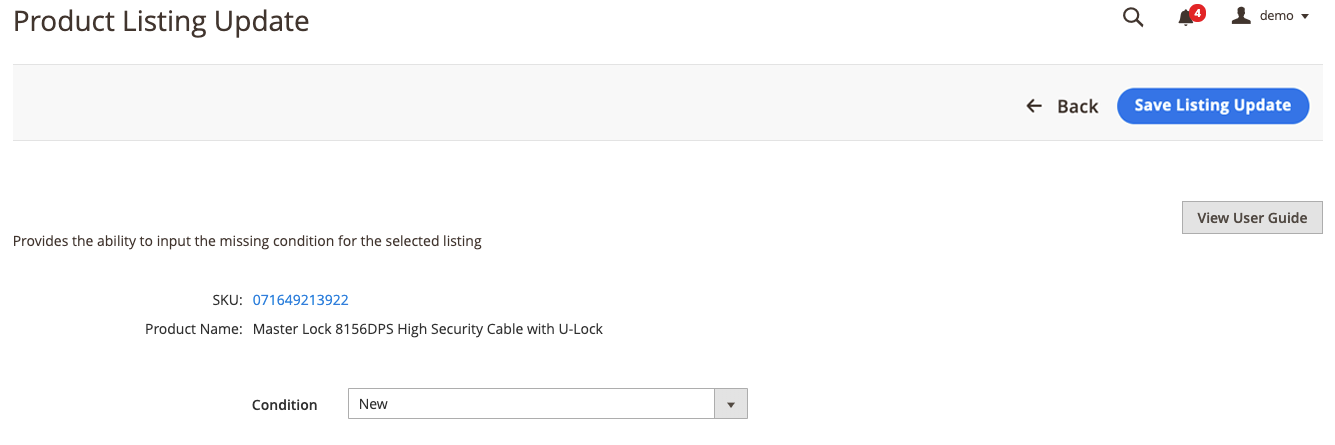 Product Listing Update
4
demo
Back
Save Listing Update
View User Guide
Provides the ability to input the missing condition for the selected listing
SKU: 071649213922
Product Name: Master Lock 8156DPS High Security Cable with U-Lock
Condition New